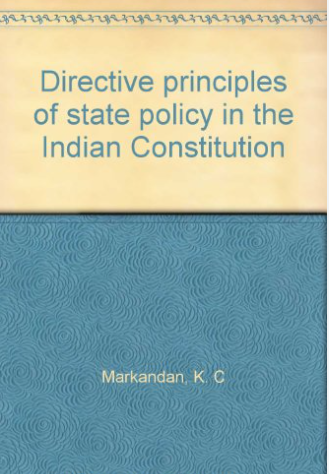 Directive principles
of state policy in the
Indian Constitution
Markandan, K. C